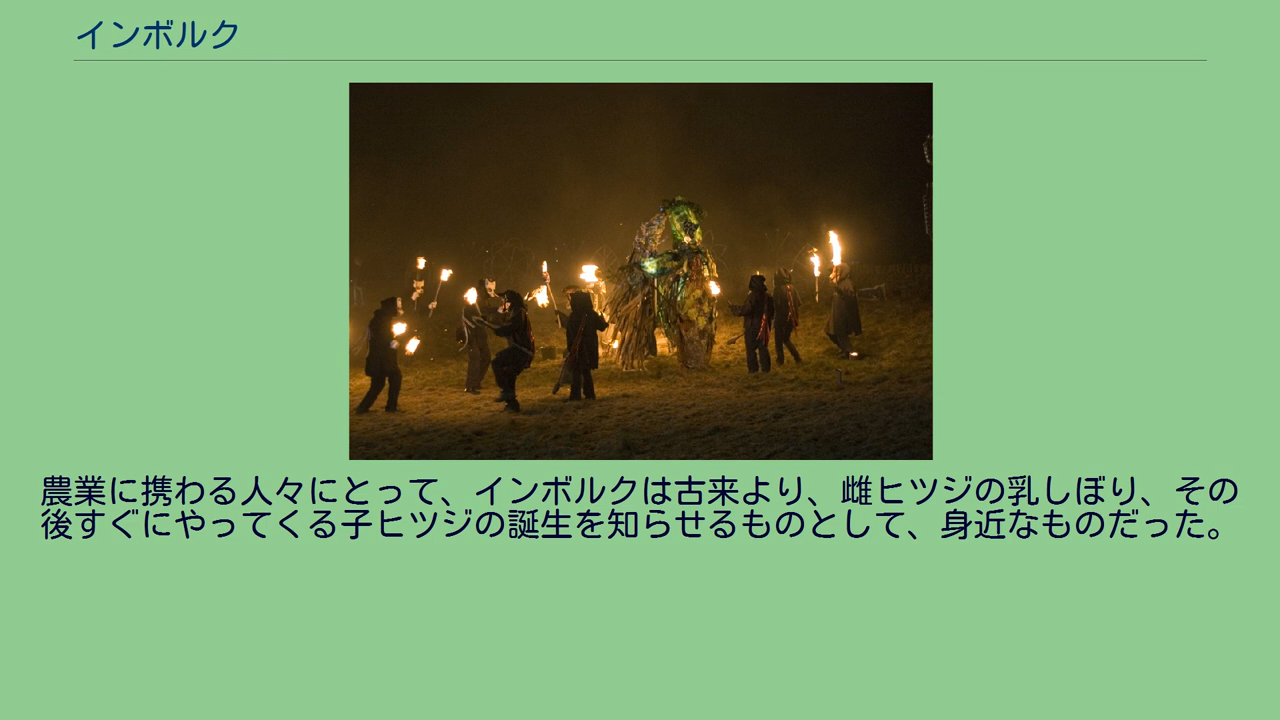 インボルク
農業に携わる人々にとって、インボルクは古来より、雌ヒツジの乳しぼり、その
後すぐにやってくる子ヒツジの誕生を知らせるものとして、身近なものだった。